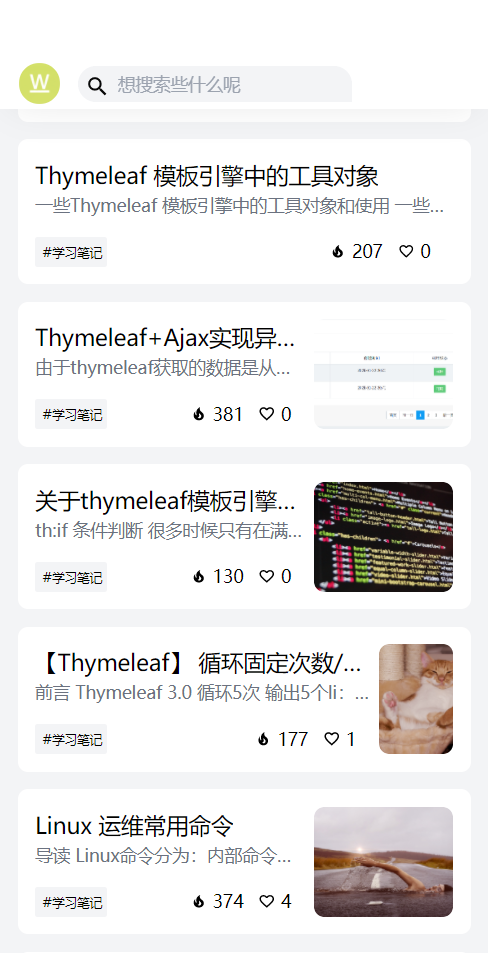 W
想搜索些什么呢
Thymeleaf 模板引擎中的工具对象
一些Thymeleaf 模板引擎中的工具对象和使用 一些...
#学习笔记 207 0
Thymeleaf+Ajax实现异...
由于thymeleaf获取的数据是从...
#学习笔记 381 0
关于thymeleaf模板引擎...
th:if 条件判断 很多时候只有在满...
#学习笔记 130 0
【Thymeleaf】 循环固定次数/...
前言 Thymeleaf 3.0 循环5次 输出5个li： ...
#学习笔记 177 1
Linux 运维常用命令
导读 Linux命令分为：内部命令...
#学习笔记 374 4